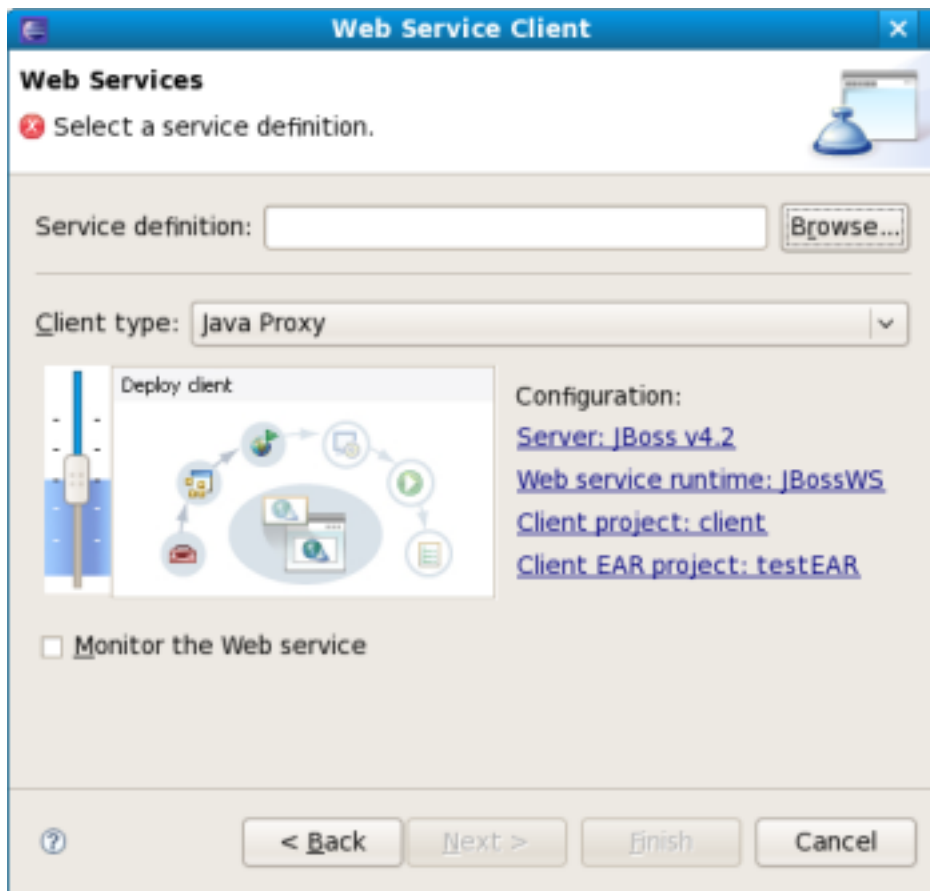 Web Service Client
Web Services
Select a service definition.
Service definition:
Browse...
Client type: Java Proxy
Deploy client
Configuration:
Server: JBoss v4.2
Web service runtime: JBossWS
Client project: client
Client EAR project: testEAR
Monitor the Web service
< Back
Next >
Finish
Cancel